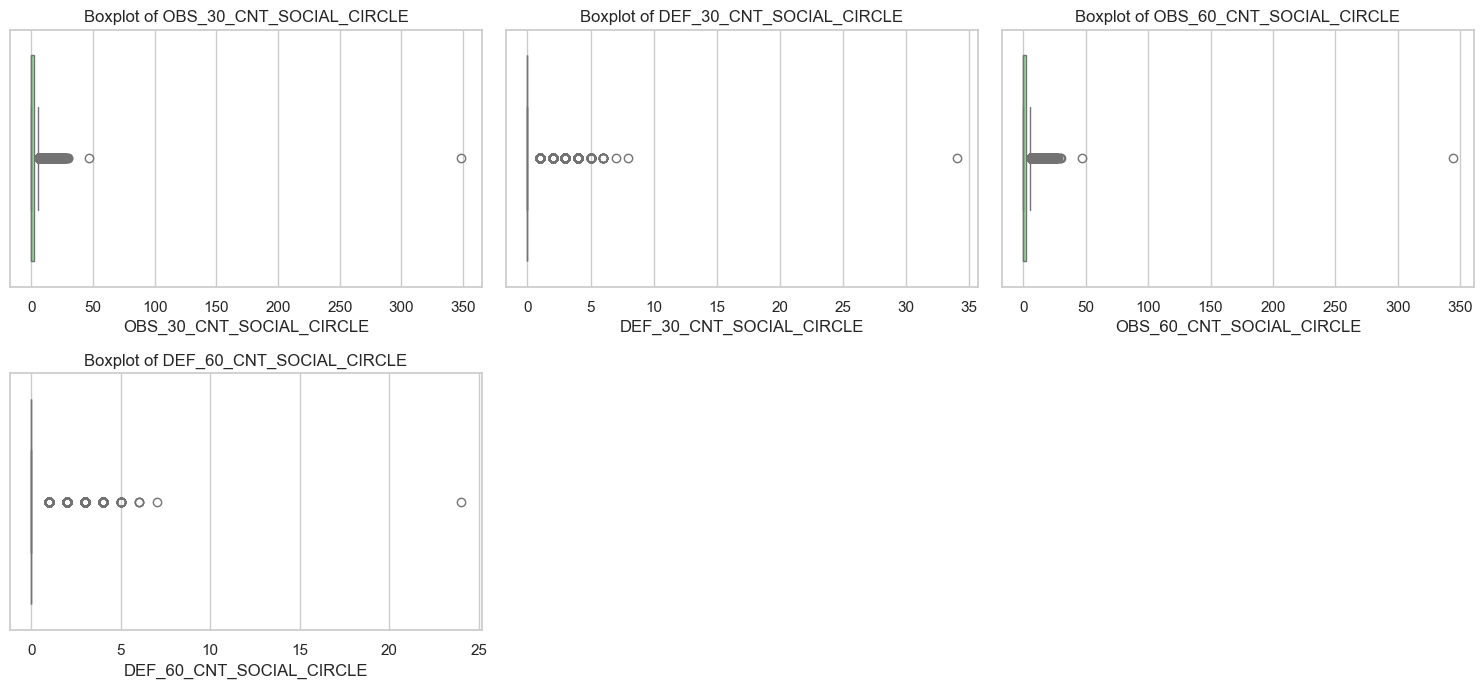 Boxplot of OBS_30_CNT_SOCIAL_CIRCLE
0 50 100 150 200 250 300 350
OBS_30_CNT_SOCIAL_CIRCLE
Boxplot of DEF_30_CNT_SOCIAL_CIRCLE
0 5 10 15 20 25 30 35
DEF_30_CNT_SOCIAL_CIRCLE
Boxplot of OBS_60_CNT_SOCIAL_CIRCLE
0 50 100 150 200 250 300 350
OBS_60_CNT_SOCIAL_CIRCLE
Boxplot of DEF_60_CNT_SOCIAL_CIRCLE
0 5 10 15 20 25
DEF_60_CNT_SOCIAL_CIRCLE